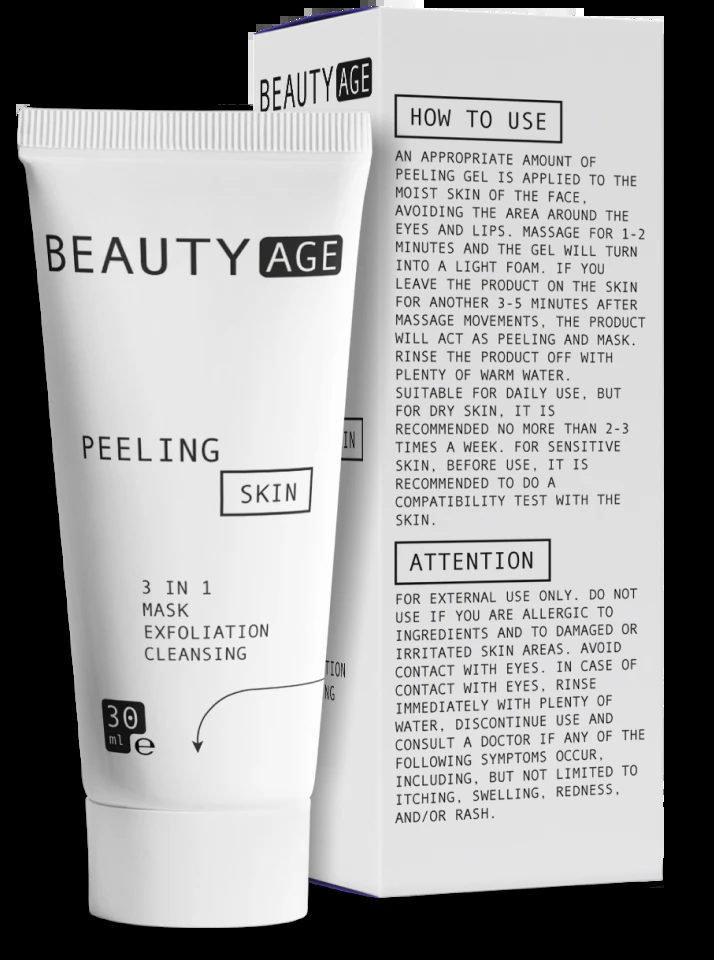 BEAUTY AGE
PEELING
SKIN
3 IN 1
MASK
EXFOLIATION
CLEANSING
30
ml e
BEAUTY AGE
HOW TO USE
AN APPROPRIATE AMOUNT OF
PEELING GEL IS APPLIED TO THE
MOIST SKIN OF THE FACE,
AVOIDING THE AREA AROUND THE
EYES AND LIPS. MASSAGE FOR 1-2
MINUTES AND THE GEL WILL TURN
INTO A LIGHT FOAM. IF YOU
LEAVE THE PRODUCT ON THE SKIN
FOR ANOTHER 3-5 MINUTES AFTER
MASSAGE MOVEMENTS, THE PRODUCT
WILL ACT AS PEELING AND MASK.
RINSE THE PRODUCT OFF WITH
PLENTY OF WARM WATER.
SUITABLE FOR DAILY USE, BUT
FOR DRY SKIN, IT IS
RECOMMENDED NO MORE THAN 2-3
TIMES A WEEK. FOR SENSITIVE
SKIN, BEFORE USE, IT IS
RECOMMENDED TO DO A
COMPATIBILITY TEST WITH THE
SKIN.
ATTENTION
FOR EXTERNAL USE ONLY. DO NOT
USE IF YOU ARE ALLERGIC TO
INGREDIENTS AND TO DAMAGED OR
IRRITATED SKIN AREAS. AVOID
CONTACT WITH EYES. IN CASE OF
CONTACT WITH EYES, RINSE
IMMEDIATELY WITH PLENTY OF
WATER, DISCONTINUE USE AND
CONSULT A DOCTOR IF ANY OF THE
FOLLOWING SYMPTOMS OCCUR,
INCLUDING, BUT NOT LIMITED TO
ITCHING, SWELLING, REDNESS,
AND/OR RASH.